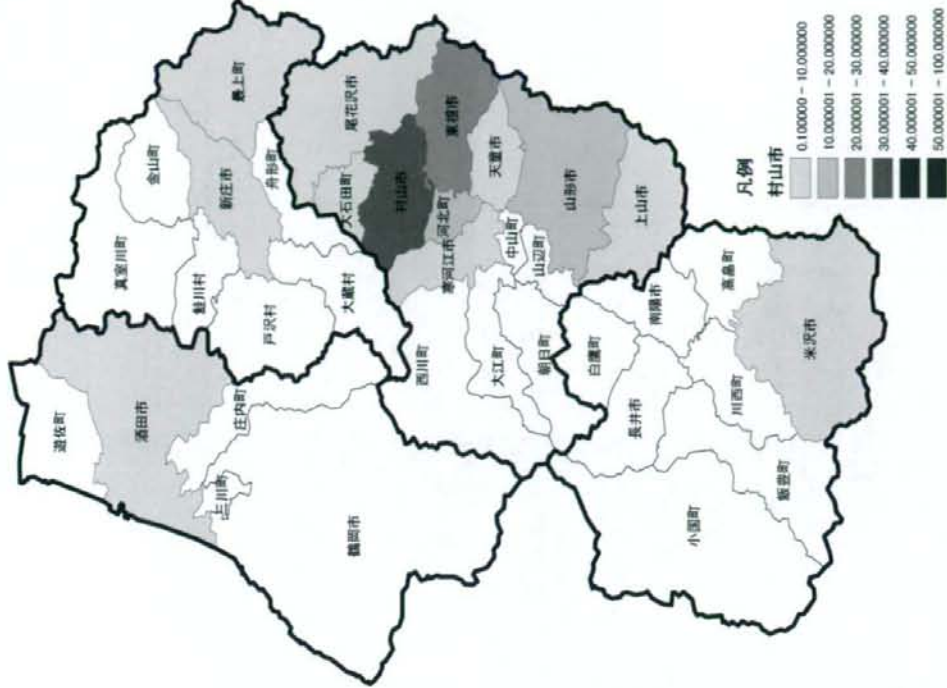 遊佐町
酒田市
庄内町
三川町
鶴岡市
真室川町
金山町
鮭川村
新庄市
最上町
戸沢村
舟形町
大蔵村
尾花沢市
大石田町
村山市
東根市
河北町
寒河江市
天童市
西川町
中山町
山辺町
大江町
朝日町
山形市
上山市
白鷹町
南陽市
高畠町
長井市
川西町
米沢市
小国町
飯豊町
凡例
村山市
0.100000 - 10.000000
10.000001 - 20.000000
20.000001 - 30.000000
30.000001 - 40.000000
40.000001 - 50.000000
50.000001 - 100.000000